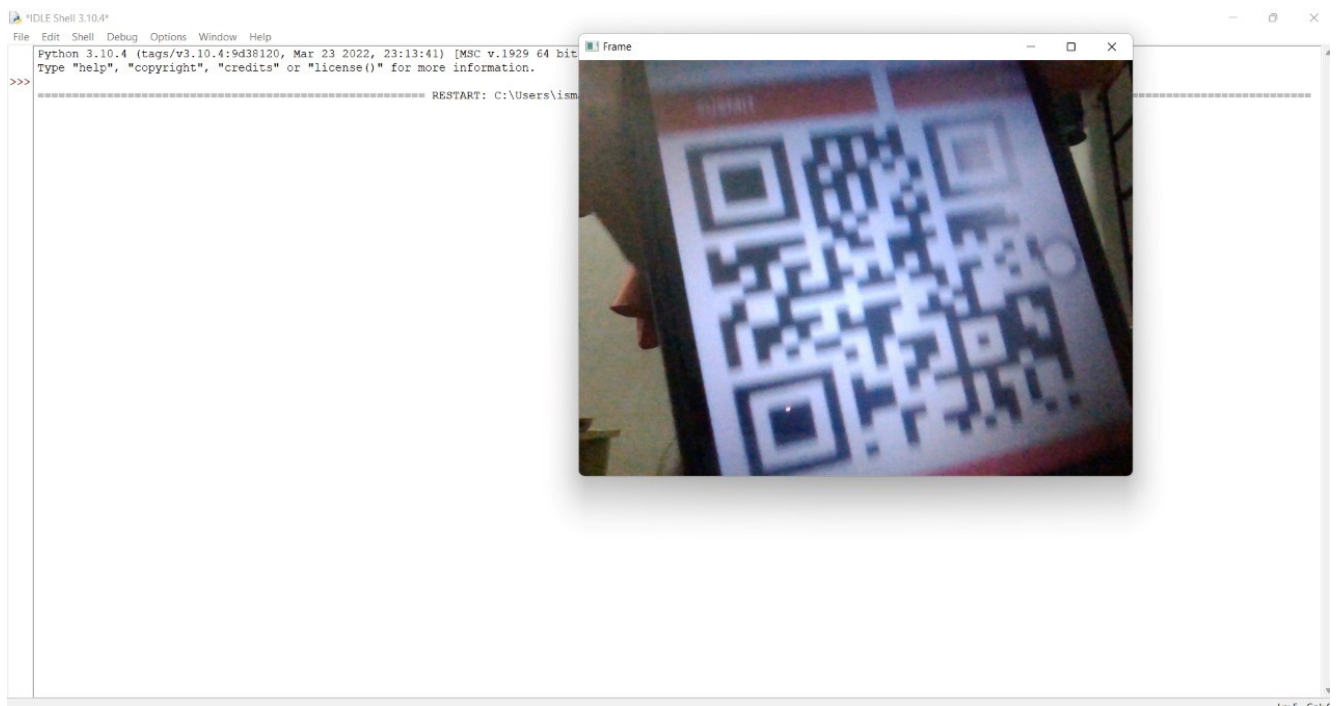 *IDLE Shell 3.10.4*
File Edit Shell Debug Options Window Help
Python 3.10.4 (tags/v3.10.4:9d38120, Mar 23 2022, 23:13:41) [MSC v.1929 64 bit
Type "help", "copyright", "credits" or "license()" for more information.
>>>
RESTART: C:\Users\ism
Frame